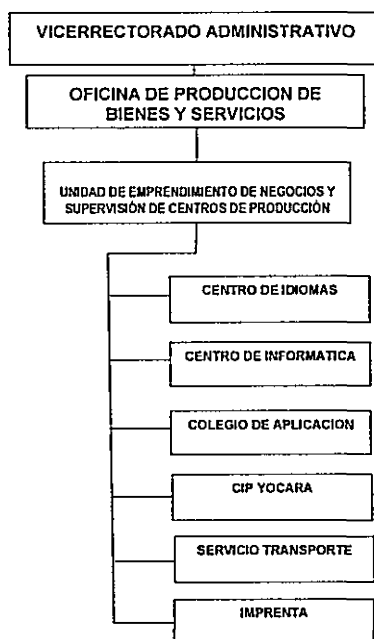 VICERRECTORADO ADMINISTRATIVO
OFICINA DE PRODUCCION DE
BIENES Y SERVICIOS
UNIDAD DE EMPRENDIMIENTO DE NEGOCIOS Y
SUPERVISIÓN DE CENTROS DE PRODUCCIÓN
CENTRO DE IDIOMAS
CENTRO DE INFORMATICA
COLEGIO DE APLICACION
CIP YOCARA
SERVICIO TRANSPORTE
IMPRENTA